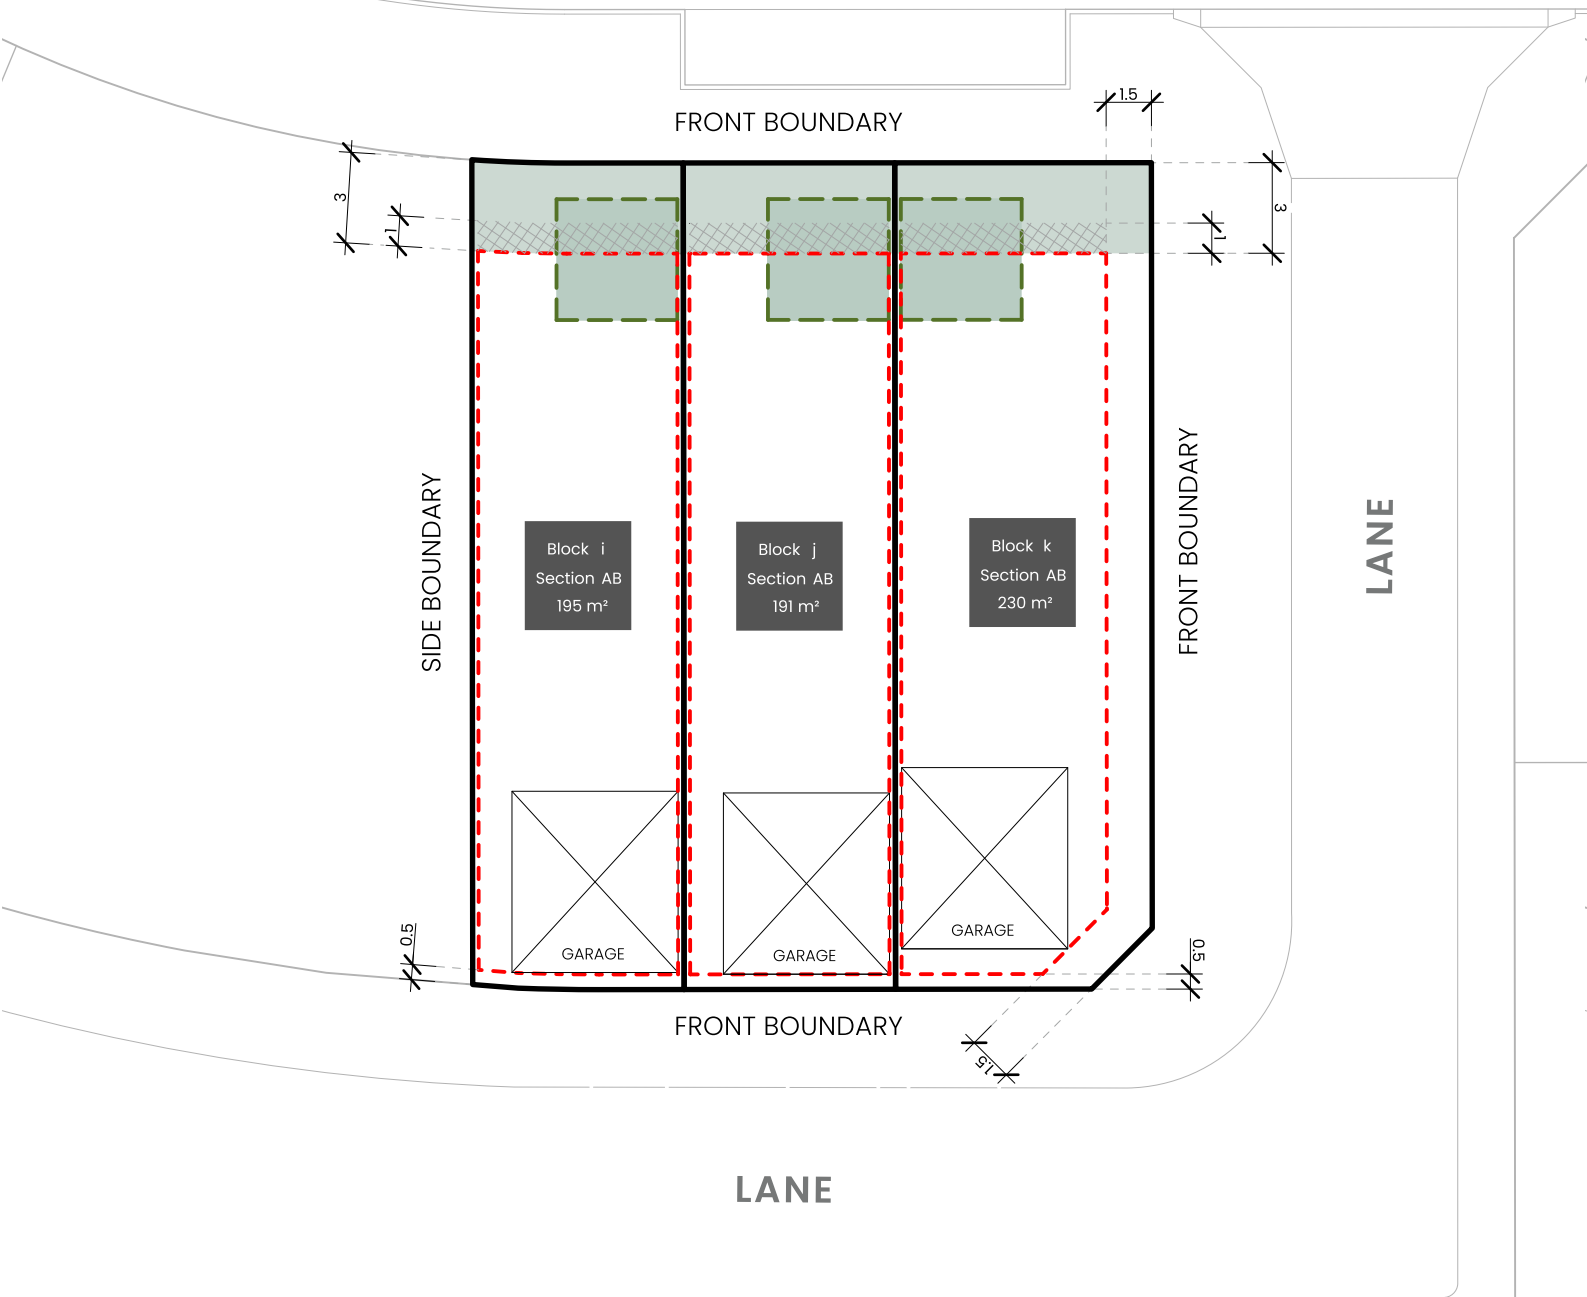 1.5
FRONT BOUNDARY
3
1
3
1
SIDE BOUNDARY
FRONT BOUNDARY
LANE
Block i
Section AB
195 m²
Block j
Section AB
191 m²
Block k
Section AB
230 m²
GARAGE
GARAGE
GARAGE
0.5
0.5
FRONT BOUNDARY
1.5
LANE